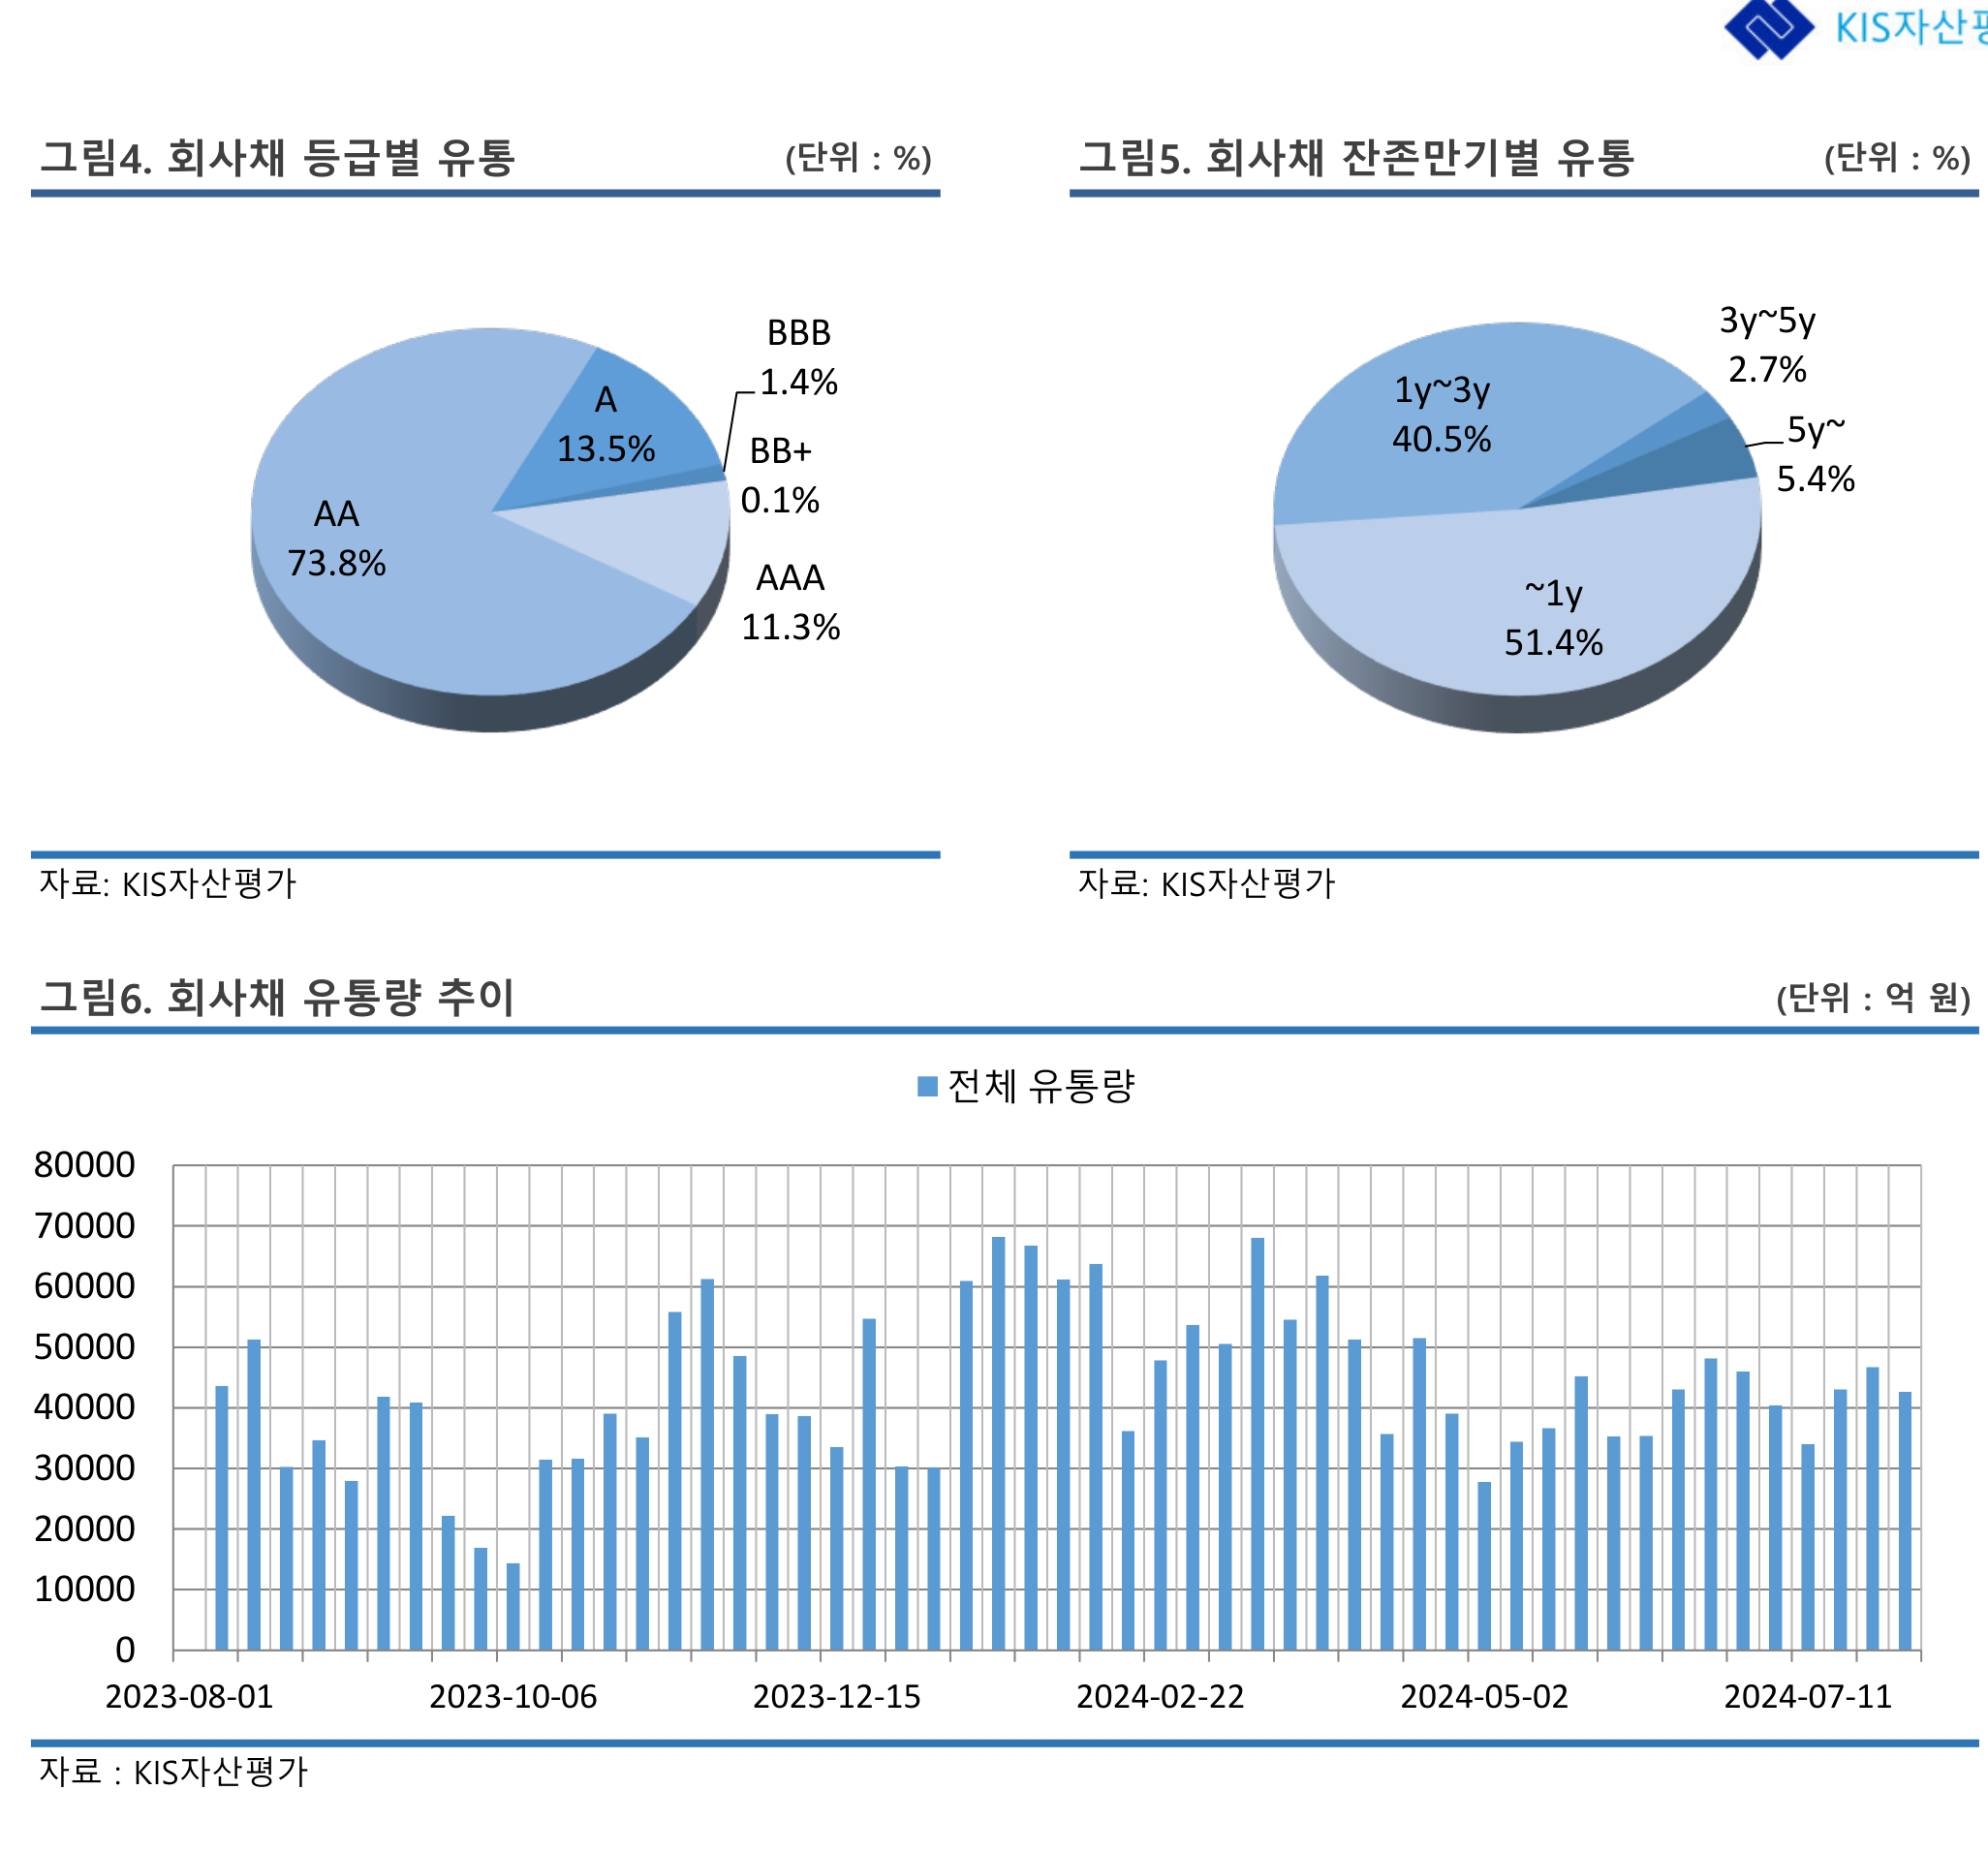 KIS자산평
그림4. 회사채 등급별 유통 (단위 : %)
BBB
1.4%
A
13.5%
BB+
0.1%
AA
73.8%
AAA
11.3%
자료: KIS자산평가
그림5. 회사채 잔존만기별 유통 (단위 : %)
3y~5y
2.7%
1y~3y
40.5%
5y~
5.4%
~1y
51.4%
자료: KIS자산평가
그림6. 회사채 유통량 추이 (단위 : 억 원)
전체 유통량
80000
70000
60000
50000
40000
30000
20000
10000
0
2023-08-01 2023-10-06 2023-12-15 2024-02-22 2024-05-02 2024-07-11
자료 : KIS자산평가